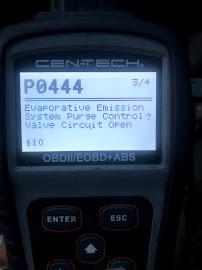 CEN-TECH®
P0444
3/4
Evaporative Emission
System Purge Control?
Valve Circuit Open
$10
OBDII/EOBD+ABS
ENTER
ESC